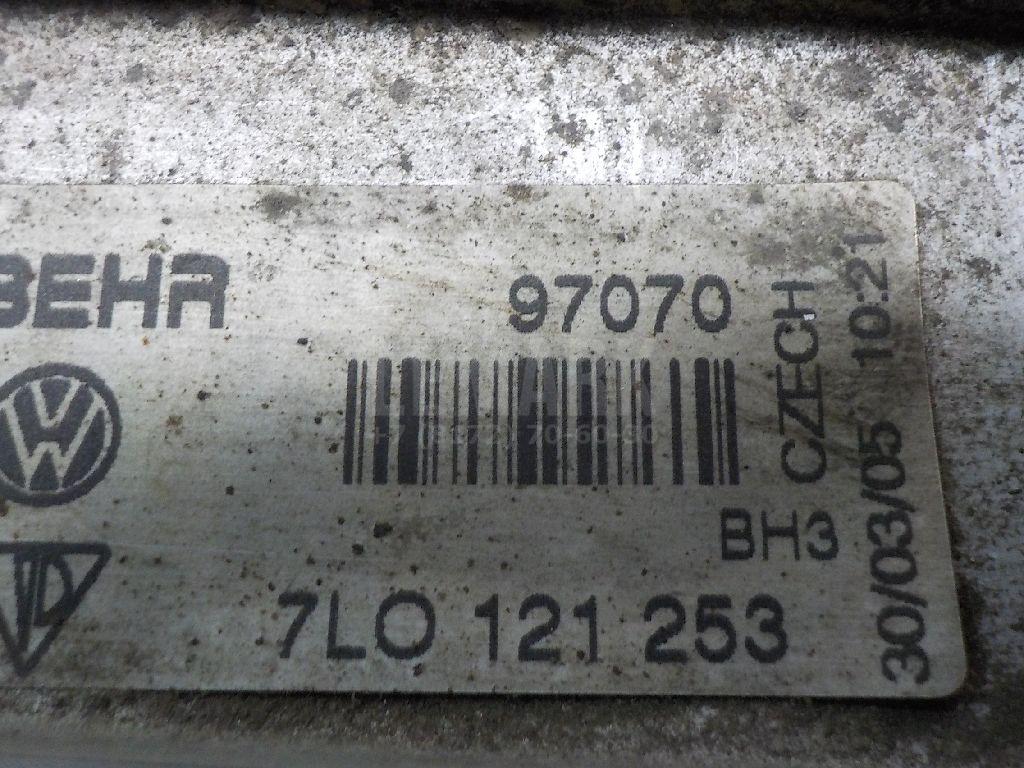 BEHR
97070
CZECH
30/03/05 10:21
BH3
7L0 121 253